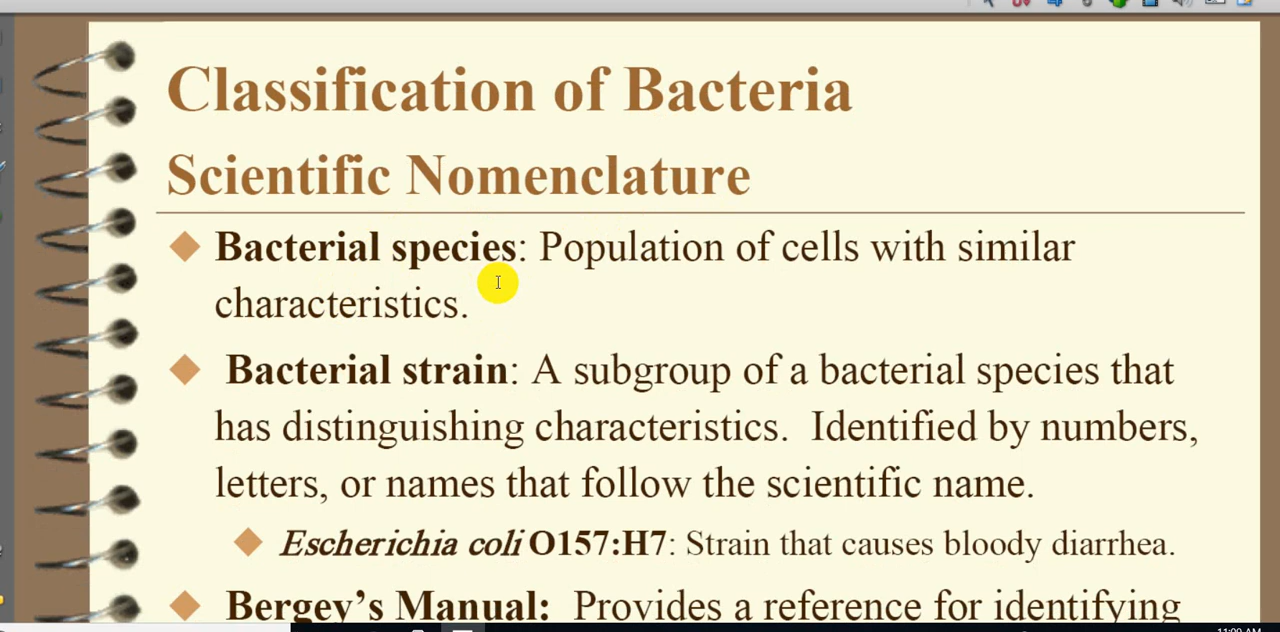 Classification of Bacteria
Scientific Nomenclature
Bacterial species: Population of cells with similar
characteristics.
Bacterial strain: A subgroup of a bacterial species that
has distinguishing characteristics. Identified by numbers,
letters, or names that follow the scientific name.
Escherichia coli O157:H7: Strain that causes bloody diarrhea.
Bergey's Manual: Provides a reference for identifying